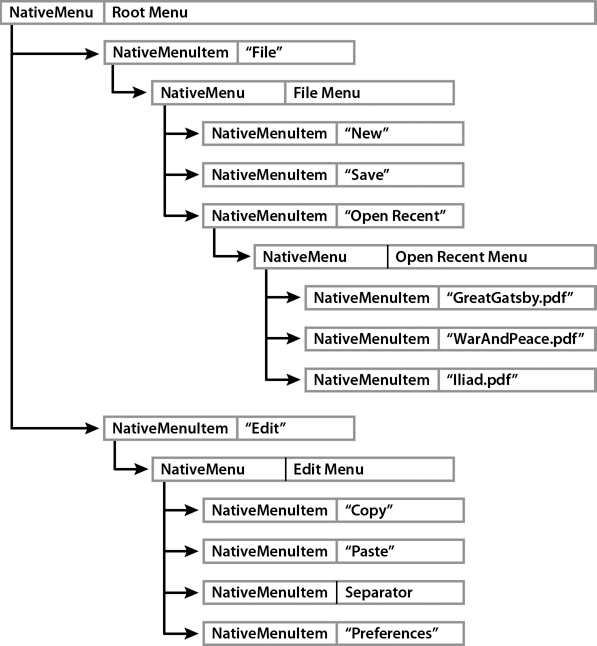 NativeMenu Root Menu
NativeMenuItem “File”
NativeMenu File Menu
NativeMenuItem “New”
NativeMenuItem “Save”
NativeMenuItem “Open Recent”
NativeMenu Open Recent Menu
NativeMenuItem “GreatGatsby.pdf”
NativeMenuItem “WarAndPeace.pdf”
NativeMenuItem “Iliad.pdf”
NativeMenuItem “Edit”
NativeMenu Edit Menu
NativeMenuItem “Copy”
NativeMenuItem “Paste”
NativeMenuItem Separator
NativeMenuItem “Preferences”